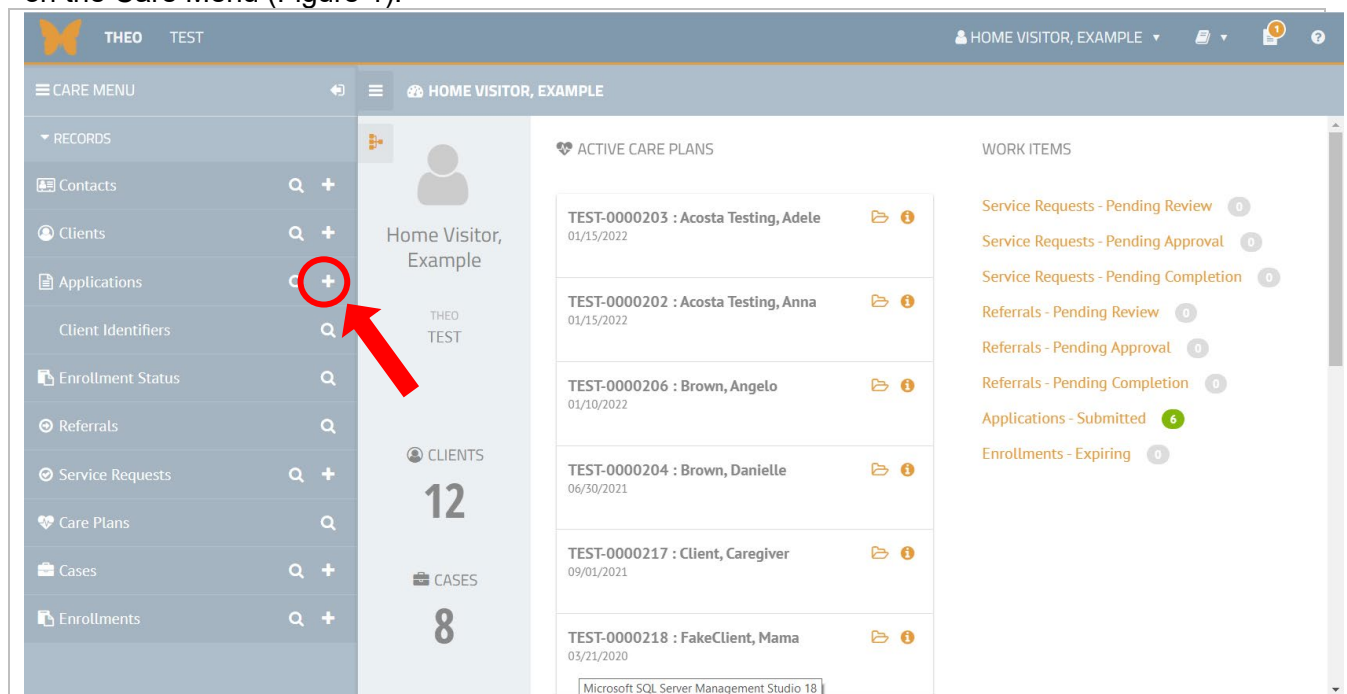 on the Care Menu (Figure 1).
THEO TEST
HOME VISITOR, EXAMPLE
1
CARE MENU
HOME VISITOR, EXAMPLE
RECORDS
Contacts
Clients
Applications
Client Identifiers
Enrollment Status
Referrals
Service Requests
Care Plans
Cases
Enrollments
Home Visitor,
Example
THEO
TEST
CLIENTS
12
CASES
8
ACTIVE CARE PLANS
TEST-0000203 : Acosta Testing, Adele
01/15/2022
TEST-0000202 : Acosta Testing, Anna
01/15/2022
TEST-0000206 : Brown, Angelo
01/10/2022
TEST-0000204 : Brown, Danielle
06/30/2021
TEST-0000217 : Client, Caregiver
09/01/2021
TEST-0000218 : FakeClient, Mama
03/21/2020
Microsoft SQL Server Management Studio 18
WORK ITEMS
Service Requests - Pending Review 0
Service Requests - Pending Approval 0
Service Requests - Pending Completion 0
Referrals - Pending Review 0
Referrals - Pending Approval 0
Referrals - Pending Completion 0
Applications - Submitted 6
Enrollments - Expiring 0